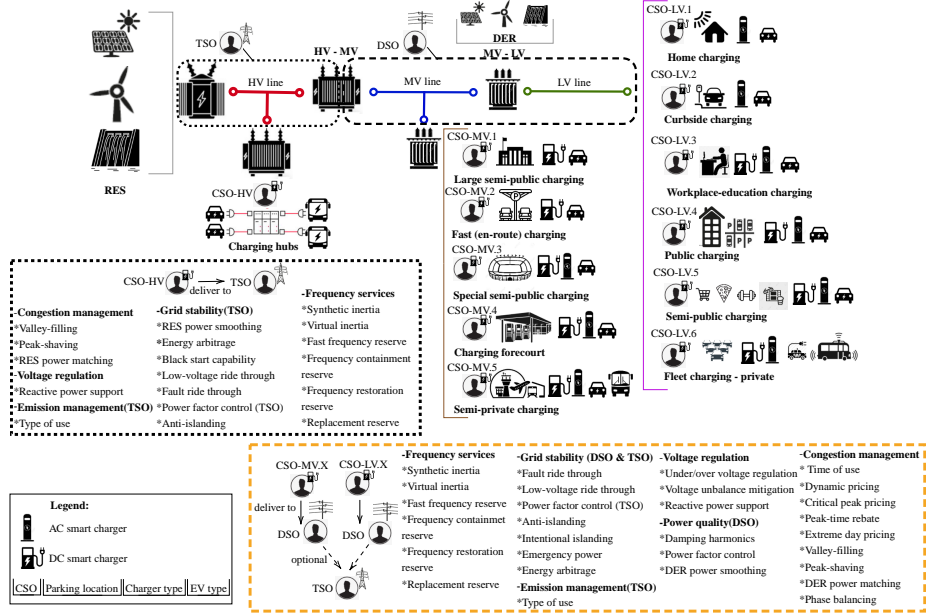 RES
TSO
HV - MV
DSO
DER
MV - LV
HV line
MV line
LV line
CSO-HV
Charging hubs
CSO-MV.1
Large semi-public charging
CSO-MV.2
P
Fast (en-route) charging
CSO-MV.3
Special semi-public charging
CSO-MV.4
Charging forecourt
CSO-MV.5
Semi-private charging
CSO-LV.1
Home charging
CSO-LV.2
Curbside charging
CSO-LV.3
Workplace-education charging
CSO-LV.4
P
P P P
Public charging
CSO-LV.5
Semi-public charging
CSO-LV.6
Fleet charging - private
CSO-HV
deliver to
TSO
-Congestion management
*Valley-filling
*Peak-shaving
*RES power matching
-Voltage regulation
*Reactive power support
-Emission management(TSO)
*Type of use
-Grid stability(TSO)
*RES power smoothing
*Energy arbitrage
*Black start capability
*Low-voltage ride through
*Fault ride through
*Power factor control (TSO)
*Anti-islanding
-Frequency services
*Synthetic inertia
*Virtual inertia
*Fast frequency reserve
*Frequency containment
reserve
*Frequency restoration
reserve
*Replacement reserve
Legend:
AC smart charger
DC smart charger
CSO
Parking location
Charger type
EV type
CSO-MV.X
CSO-LV.X
deliver to
DSO
DSO
optional
TSO
-Frequency services
*Synthetic inertia
*Virtual inertia
*Fast frequency reserve
*Frequency containmet
reserve
*Frequency restoration
reserve
*Replacement reserve
-Grid stability (DSO & TSO)
*Fault ride through
*Low-voltage ride through
*Power factor control (TSO)
*Anti-islanding
*Intentional islanding
*Emergency power
*Energy arbitrage
-Emission management(TSO)
*Type of use
-Voltage regulation
*Under/over voltage regulation
*Voltage unbalance mitigation
*Reactive power support
-Power quality(DSO)
*Damping harmonics
*Power factor control
*DER power smoothing
-Congestion management
* Time of use
*Dynamic pricing
*Critical peak pricing
*Peak-time rebate
*Extreme day pricing
*Valley-filling
*Peak-shaving
*DER power matching
*Phase balancing